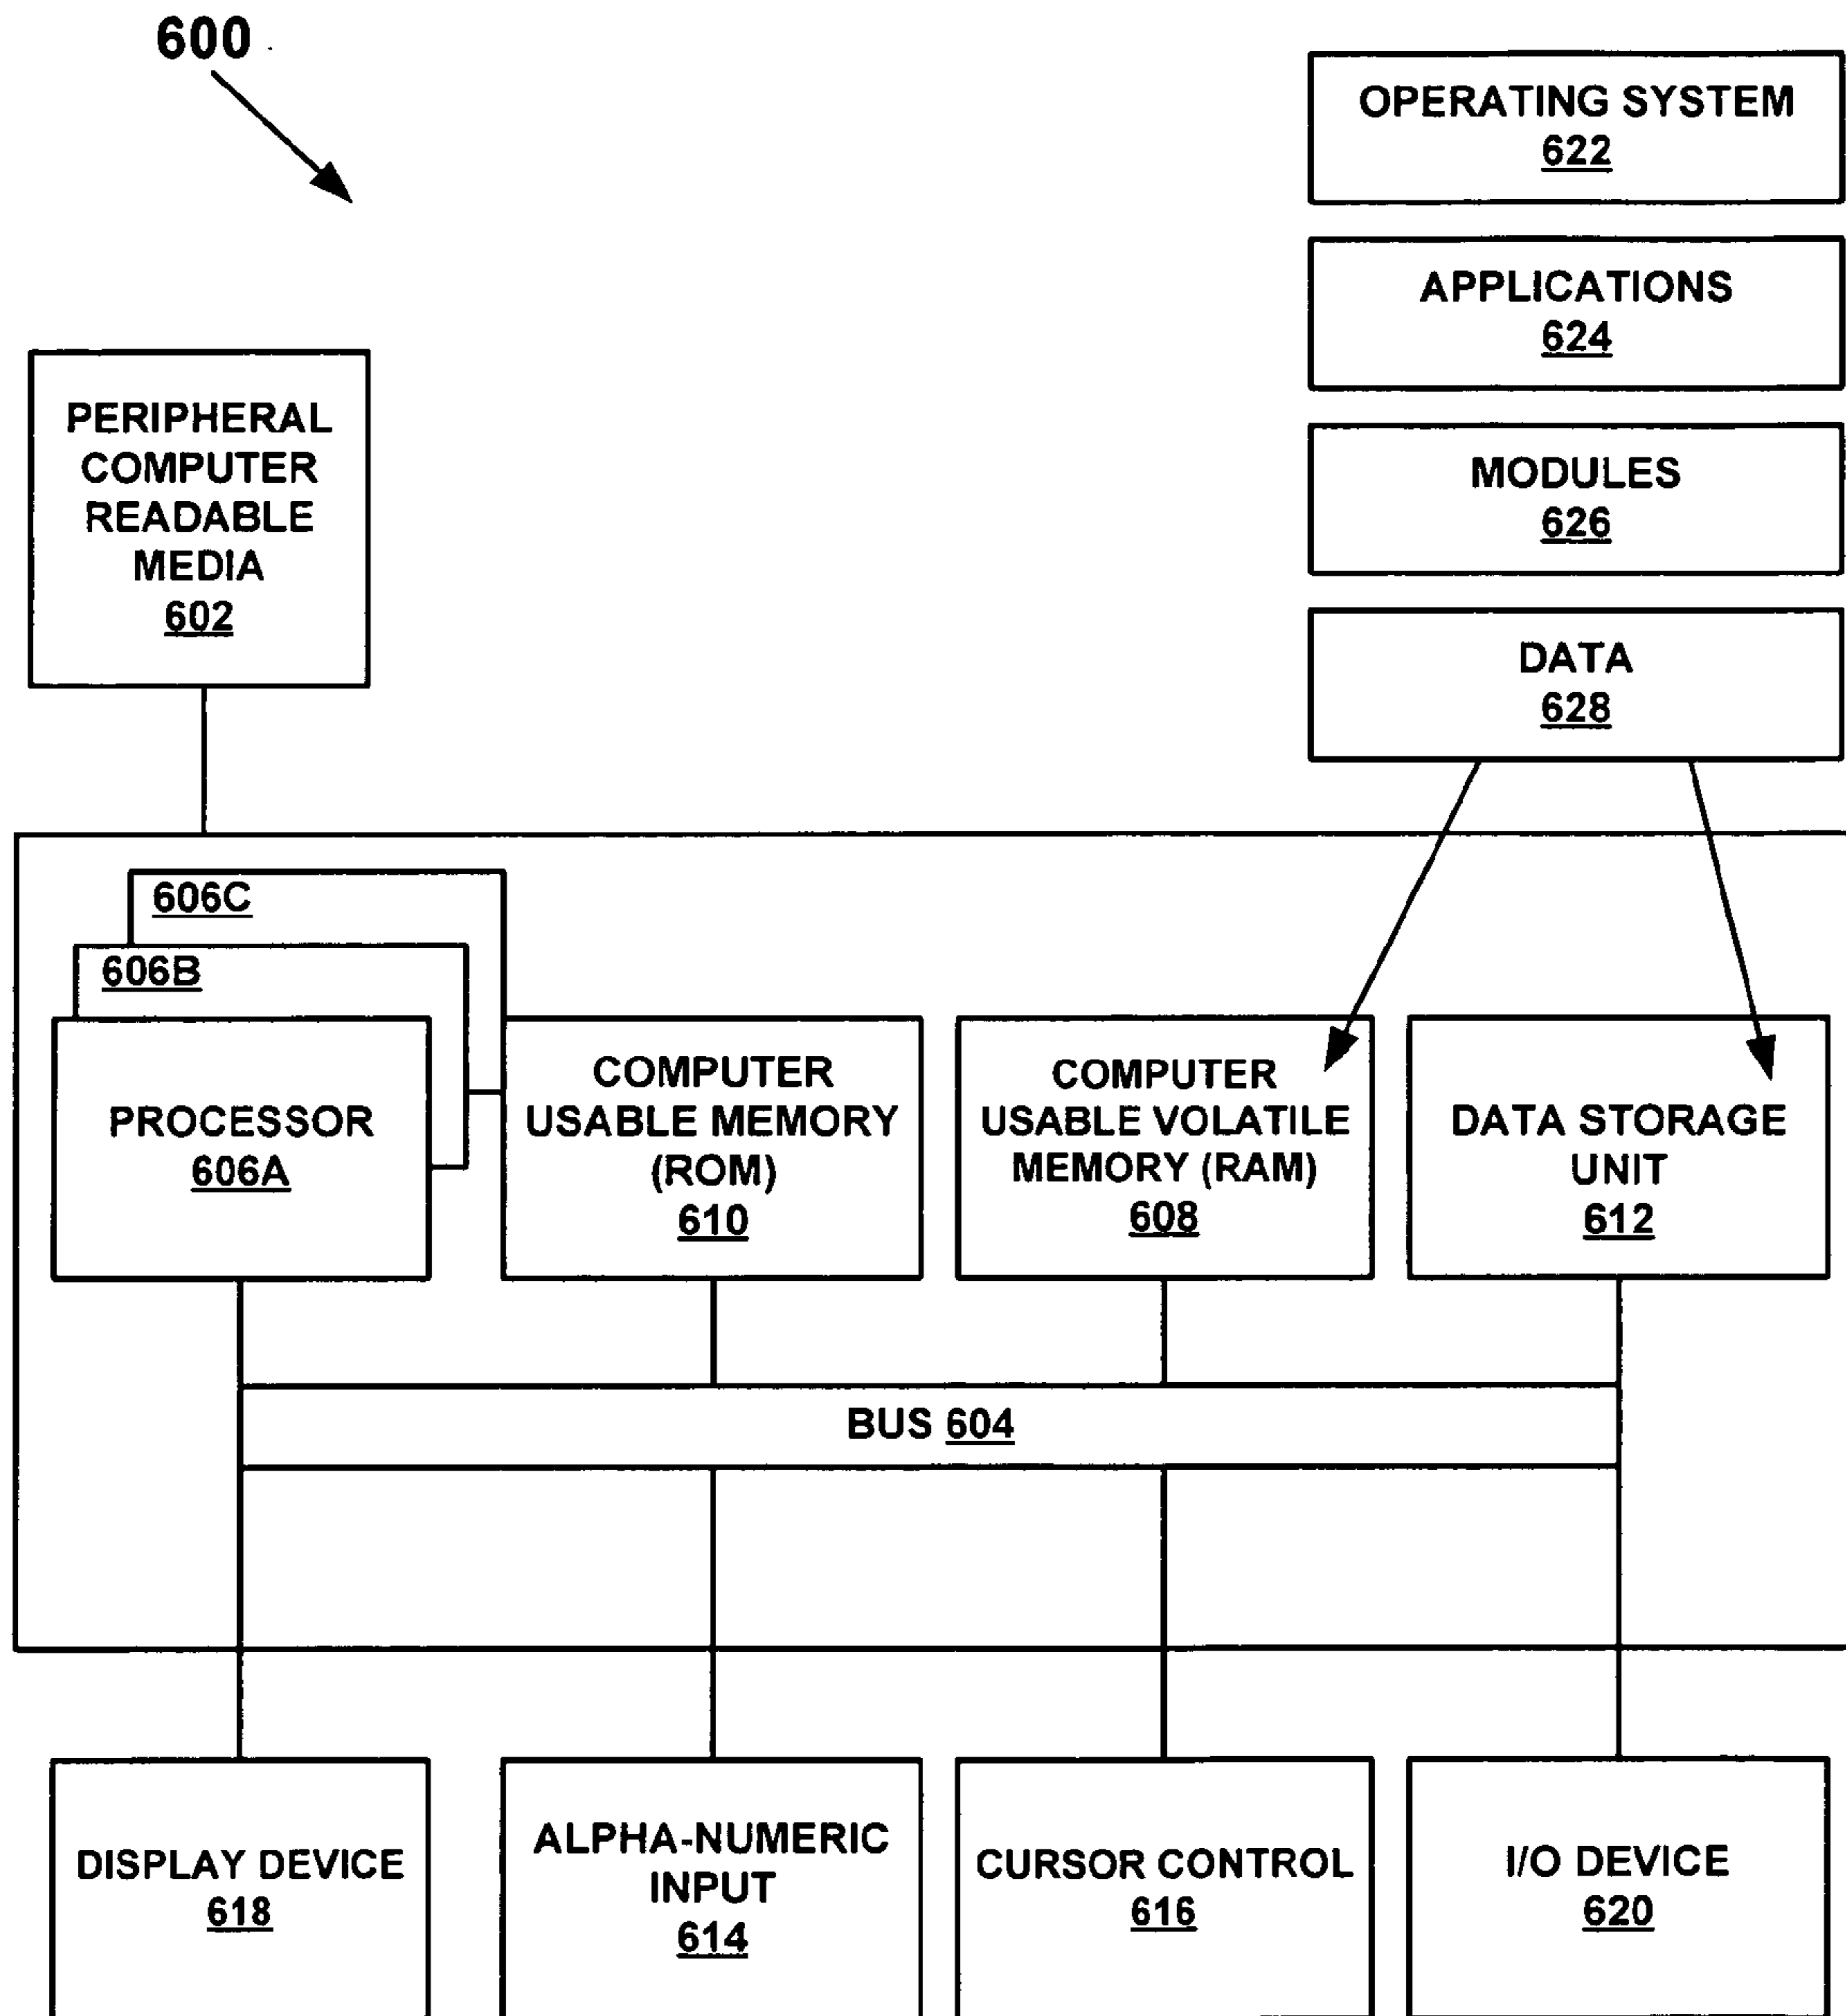 600
OPERATING SYSTEM
622
APPLICATIONS
624
MODULES
626
DATA
628
PERIPHERAL
COMPUTER
READABLE
MEDIA
602
606C
606B
PROCESSOR
606A
COMPUTER
USABLE MEMORY
(ROM)
610
COMPUTER
USABLE VOLATILE
MEMORY (RAM)
608
DATA STORAGE
UNIT
612
BUS 604
DISPLAY DEVICE
618
ALPHA-NUMERIC
INPUT
614
CURSOR CONTROL
616
I/O DEVICE
620